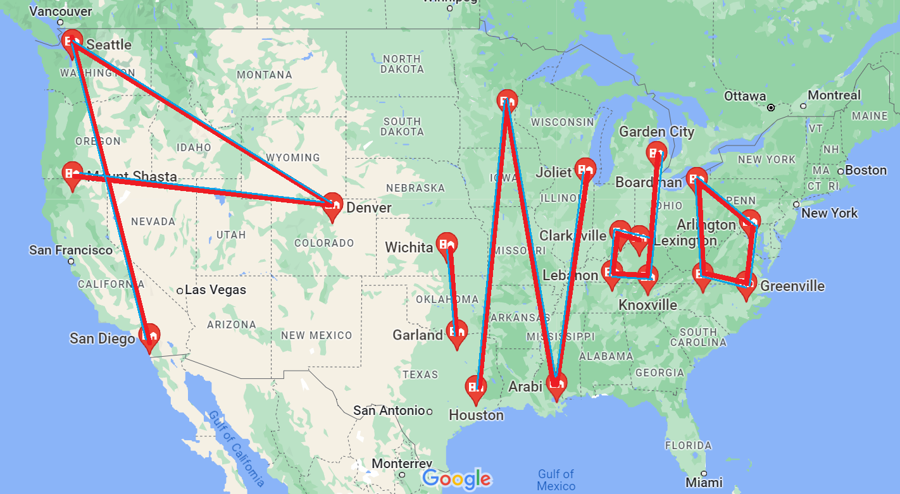 Winnipeg
Vancouver
Seattle
WASHINGTON
MONTANA
NORTH
DAKOTA
Ottawa
Montreal
MAINE
OREGON
IDAHO
WYOMING
SOUTH
DAKOTA
WISCONSIN
Garden City
VT
NH
NEW YORK
MA
CT RI
Boston
Mount Shasta
Denver
NEBRASKA
IOWA
Joliet
ILLINOIS
Boardman
OHIO
PENN
New York
NEVADA
UTAH
COLORADO
Wichita
MISSOURI
Clarksville
Lexington
Arlington
San Francisco
CALIFORNIA
Las Vegas
OKLAHOMA
Lebanon
Knoxville
Greenville
ARIZONA
NEW MEXICO
ARKANSAS
MISSISSIPPI
ALABAMA
SOUTH
CAROLINA
San Diego
Garland
TEXAS
Arabi
GEORGIA
San Antonio
Houston
Gulf of
California
FLORIDA
Monterrey
Google
Gulf of
Mexico
Miami